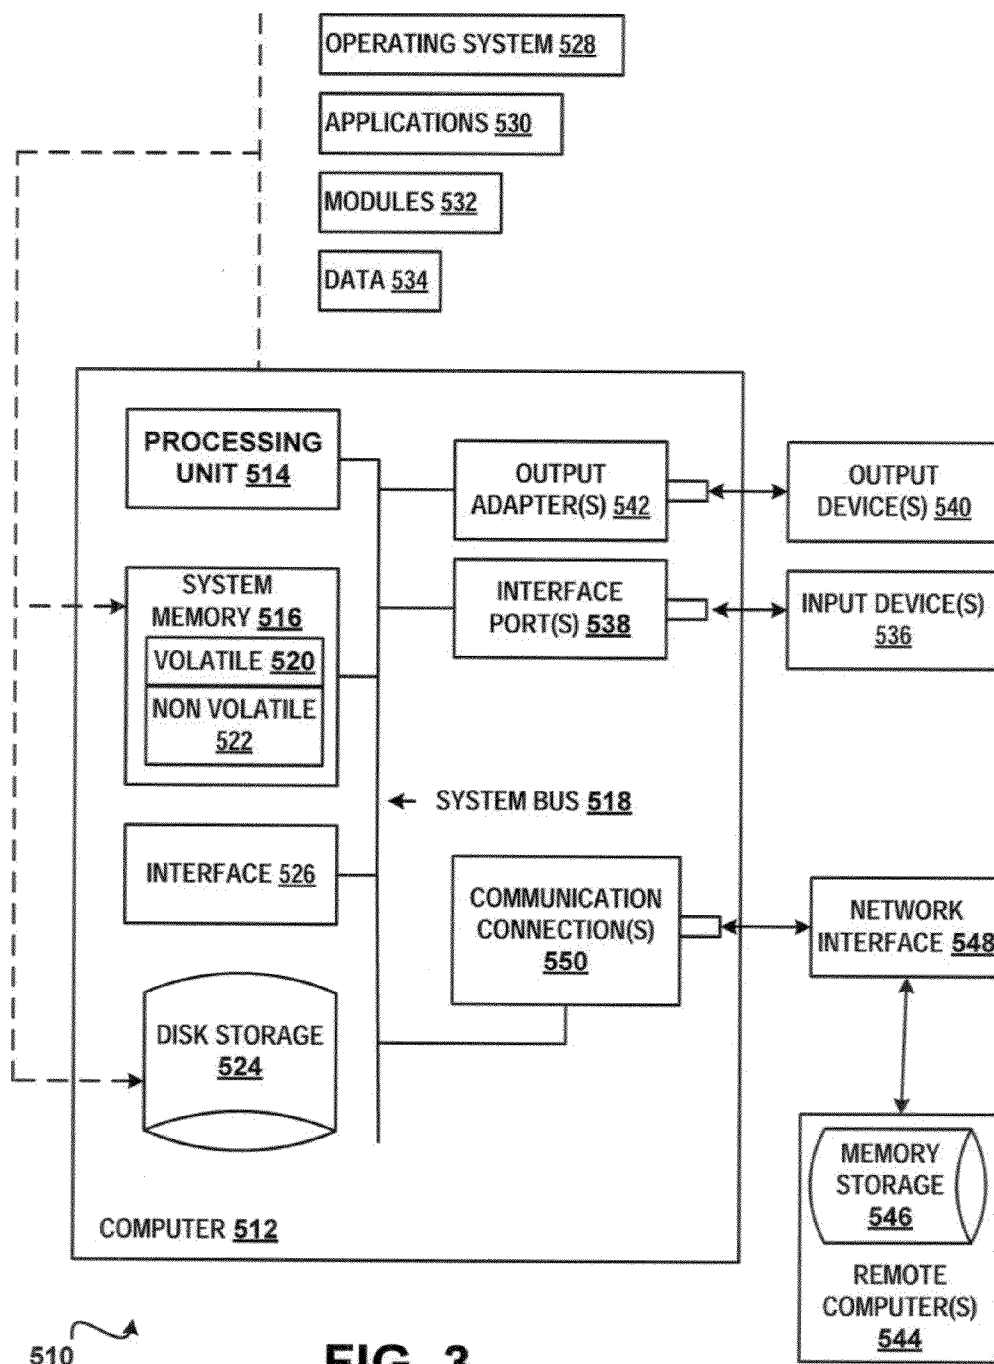 OPERATING SYSTEM 528
APPLICATIONS 530
MODULES 532
DATA 534
PROCESSING
UNIT 514
OUTPUT
ADAPTER(S) 542
OUTPUT
DEVICE(S) 540
SYSTEM
MEMORY 516
VOLATILE 520
NON VOLATILE
522
INTERFACE
PORT(S) 538
INPUT DEVICE(S)
536
SYSTEM BUS 518
INTERFACE 526
COMMUNICATION
CONNECTION(S)
550
NETWORK
INTERFACE 548
DISK STORAGE
524
MEMORY
STORAGE
546
REMOTE
COMPUTER(S)
544
COMPUTER 512
510
FIG. 3